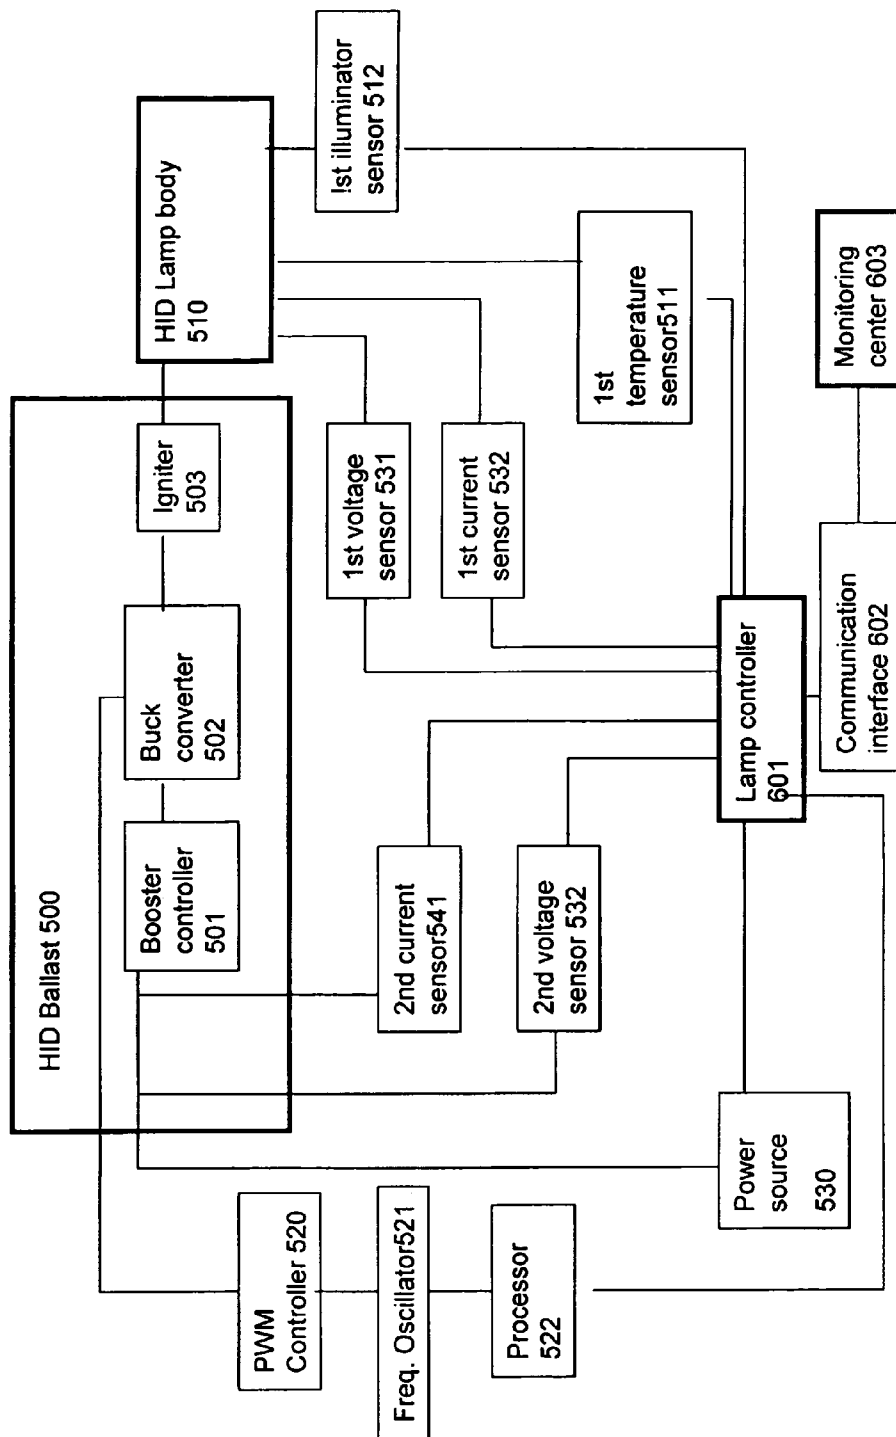 HID Ballast 500
Booster
controller
501
Buck
converter
502
Igniter
503
HID Lamp body
510
!st illuminator
sensor 512
PWM
Controller 520
Freq. Oscillator521
Processor
522
2nd current
sensor541
2nd voltage
sensor 532
1st voltage
sensor 531
1st current
sensor 532
1st
temperature
sensor511
Power
source
530
Lamp controller
601
Communication
interface 602
Monitoring
center 603